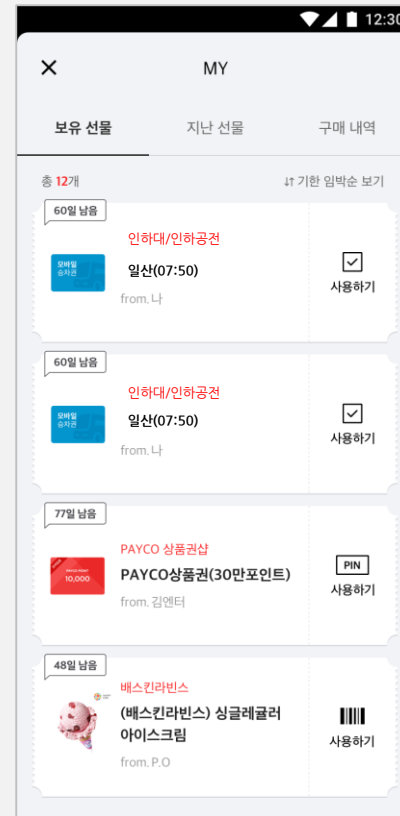 12:30
MY
보유 선물
지난 선물
구매 내역
총 12개
기한 임박순 보기
60일 남음
인하대/인하공전
모바일
승차권
일산(07:50)
from. 나
사용하기
60일 남음
인하대/인하공전
모바일
승차권
일산(07:50)
from. 나
사용하기
77일 남음
PAYCO 상품권샵
10,000
PAYCO상품권(30만포인트)
from. 김엔터
PIN
사용하기
48일 남음
배스킨라빈스
(배스킨라빈스) 싱글레귤러
아이스크림
from. P.O
사용하기